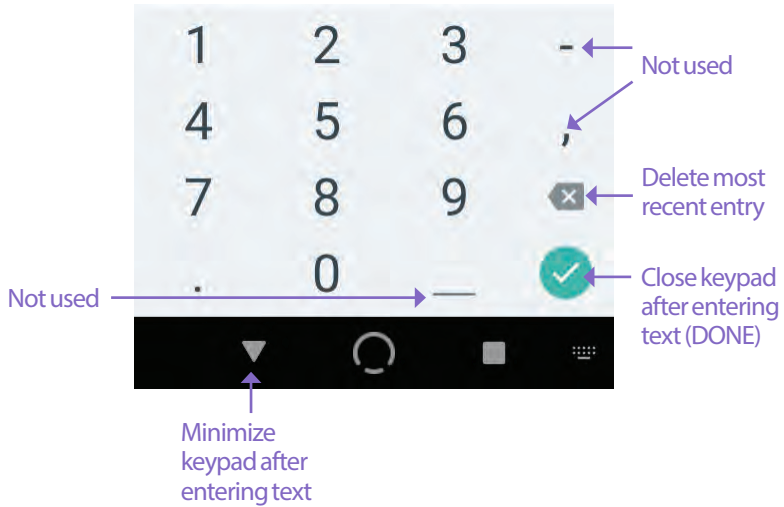 1 2 3 -
Not used
4 5 6 ,
7 8 9
Delete most
recent entry
. 0 _
Not used
Close keypad
after entering
text (DONE)
Minimize
keypad after
entering text